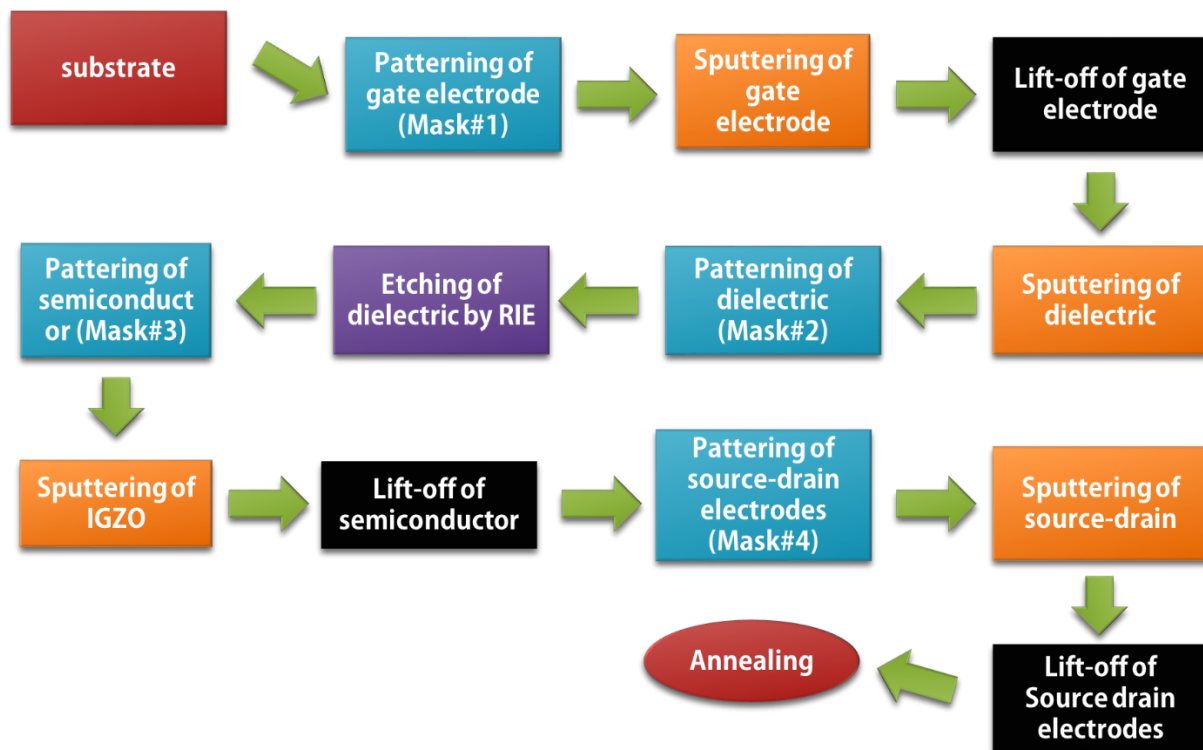 substrate
Patterning of
gate electrode
(Mask#1)
Sputtering of
gate
electrode
Lift-off of gate
electrode
Sputtering of
dielectric
Patterning of
dielectric
(Mask#2)
Etching of
dielectric by RIE
Pattering of
semiconduct
or (Mask#3)
Sputtering of
IGZO
Lift-off of
semiconductor
Pattering of
source-drain
electrodes
(Mask#4)
Sputtering of
source-drain
Lift-off of
Source drain
electrodes
Annealing